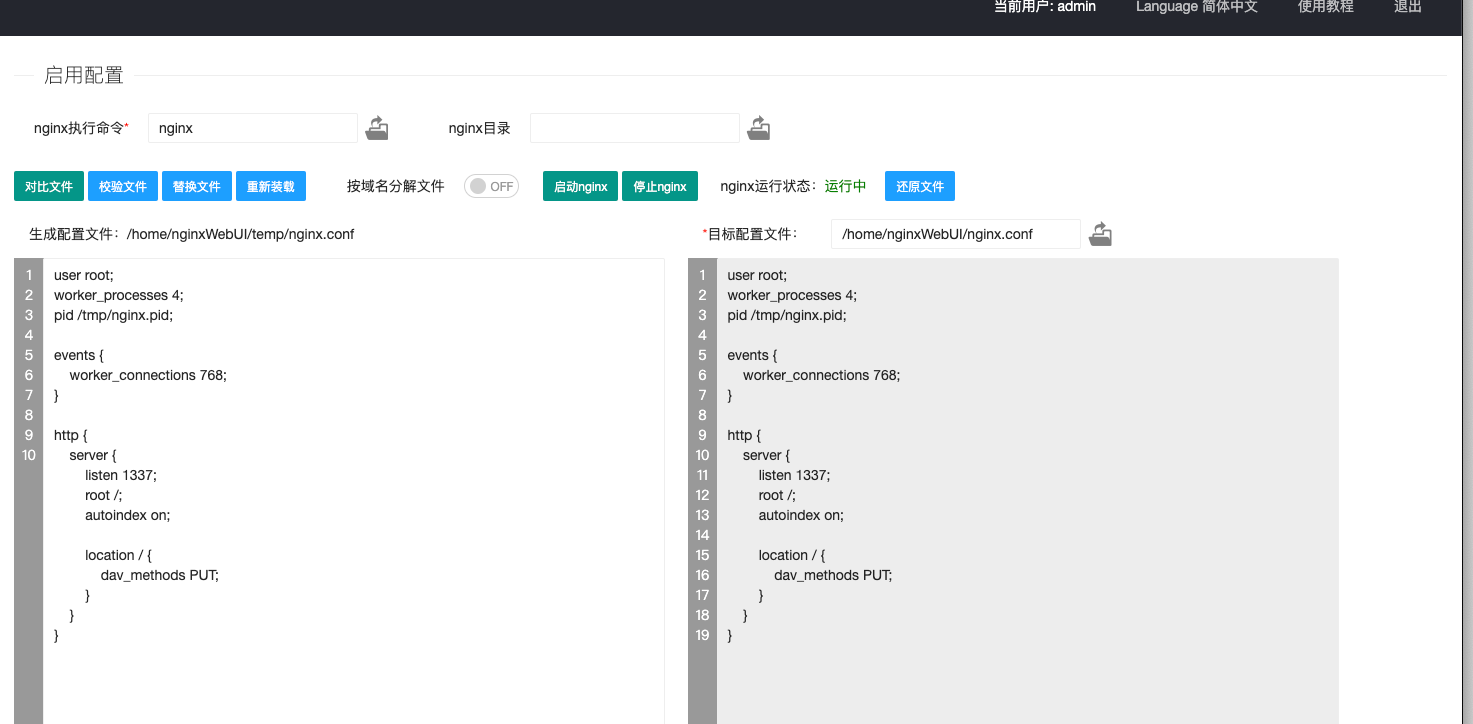 当前用户: admin Language 简体中文 使用教程 退出
启用配置
nginx执行命令* nginx nginx目录
对比文件 校验文件 替换文件 重新装载 按域名分解文件 OFF 启动nginx 停止nginx nginx运行状态: 运行中 还原文件
生成配置文件: /home/nginxWebUI/temp/nginx.conf
*目标配置文件: /home/nginxWebUI/nginx.conf
1 user root;
2 worker_processes 4;
3 pid /tmp/nginx.pid;
4
5 events {
6 worker_connections 768;
7 }
8
9 http {
10 server {
listen 1337;
root /;
autoindex on;
location / {
dav_methods PUT;
}
}
}
1 user root;
2 worker_processes 4;
3 pid /tmp/nginx.pid;
4
5 events {
6 worker_connections 768;
7 }
8
9 http {
10 server {
11 listen 1337;
12 root /;
13 autoindex on;
14
15 location / {
16 dav_methods PUT;
17 }
18 }
19 }